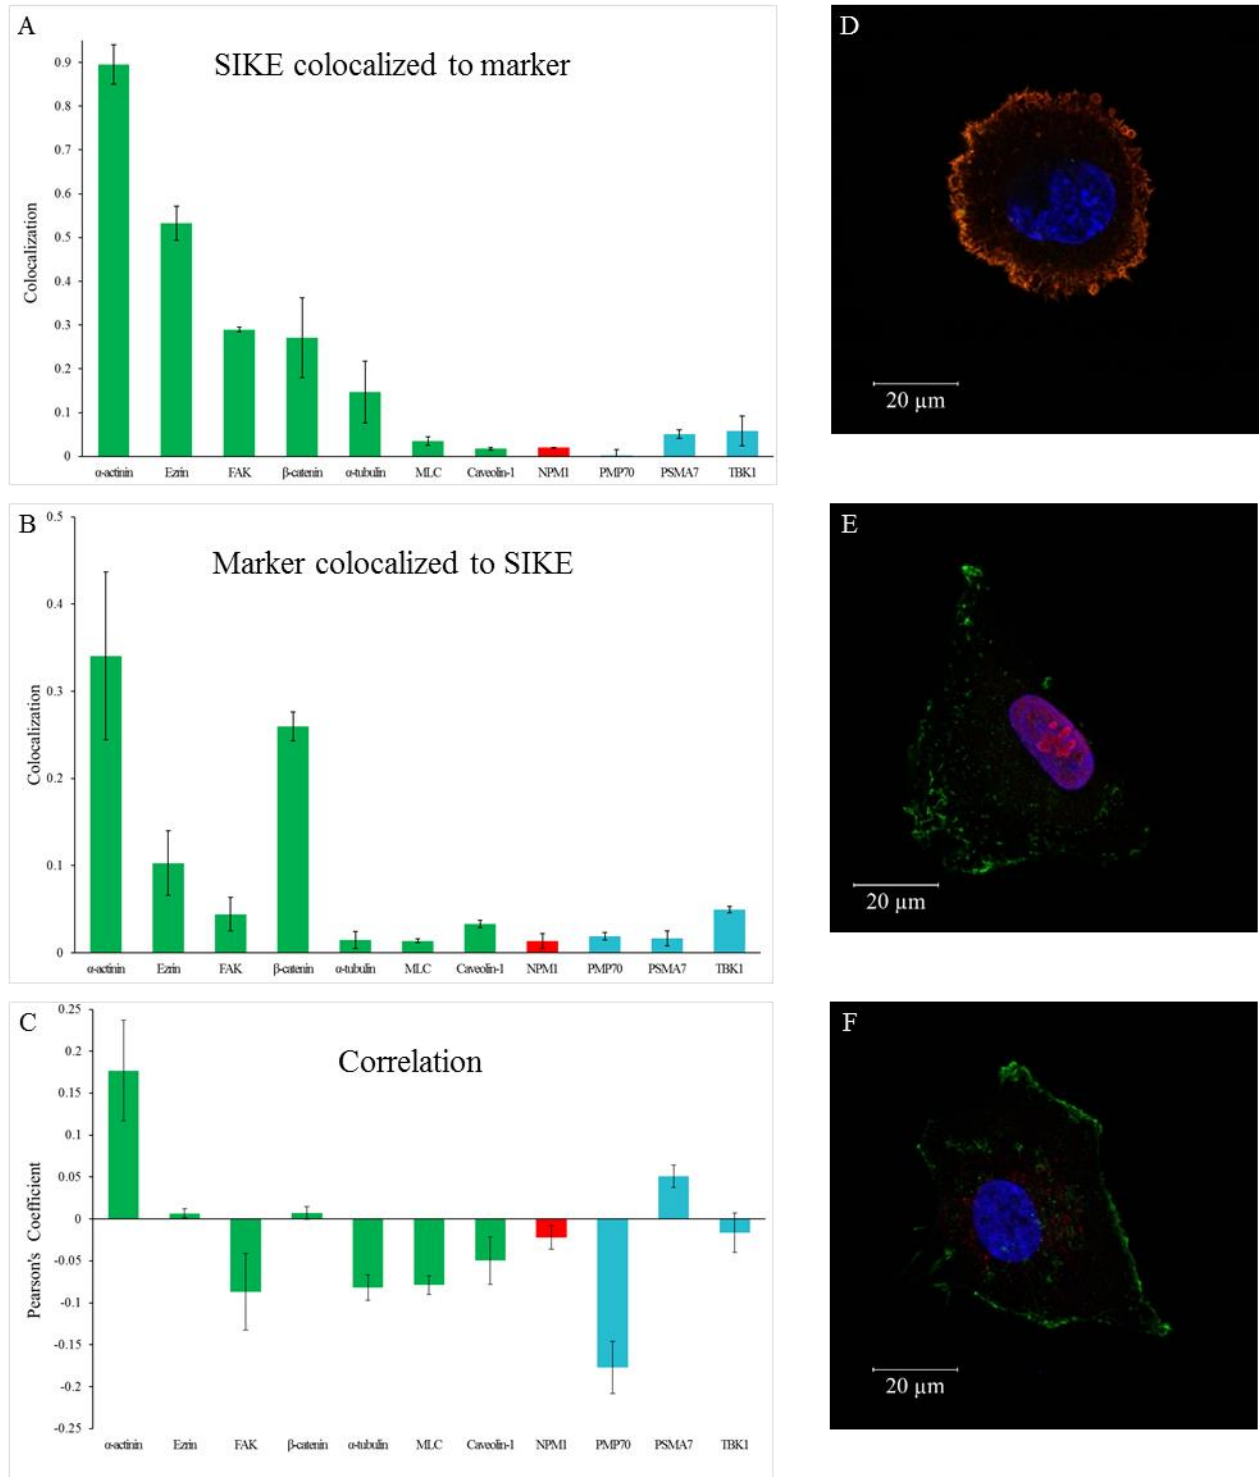 A
SIKE colocalized to marker
Colocalization
0.9
0.8
0.7
0.6
0.5
0.4
0.3
0.2
0.1
0
α-actinin Ezrin FAK β-catenin α-tubulin MLC Caveolin-1 NPM1 PMP70 PSMA7 TBK1
D
20 µm
B
Marker colocalized to SIKE
Colocalization
0.5
0.4
0.3
0.2
0.1
0
α-actinin Ezrin FAK β-catenin α-tubulin MLC Caveolin-1 NPM1 PMP70 PSMA7 TBK1
E
20 µm
C
Correlation
Pearson's Coefficient
0.25
0.2
0.15
0.1
0.05
0
-0.05
-0.1
-0.15
-0.2
-0.25
α-actinin Ezrin FAK β-catenin α-tubulin MLC Caveolin-1 NPM1 PMP70 PSMA7 TBK1
F
20 µm